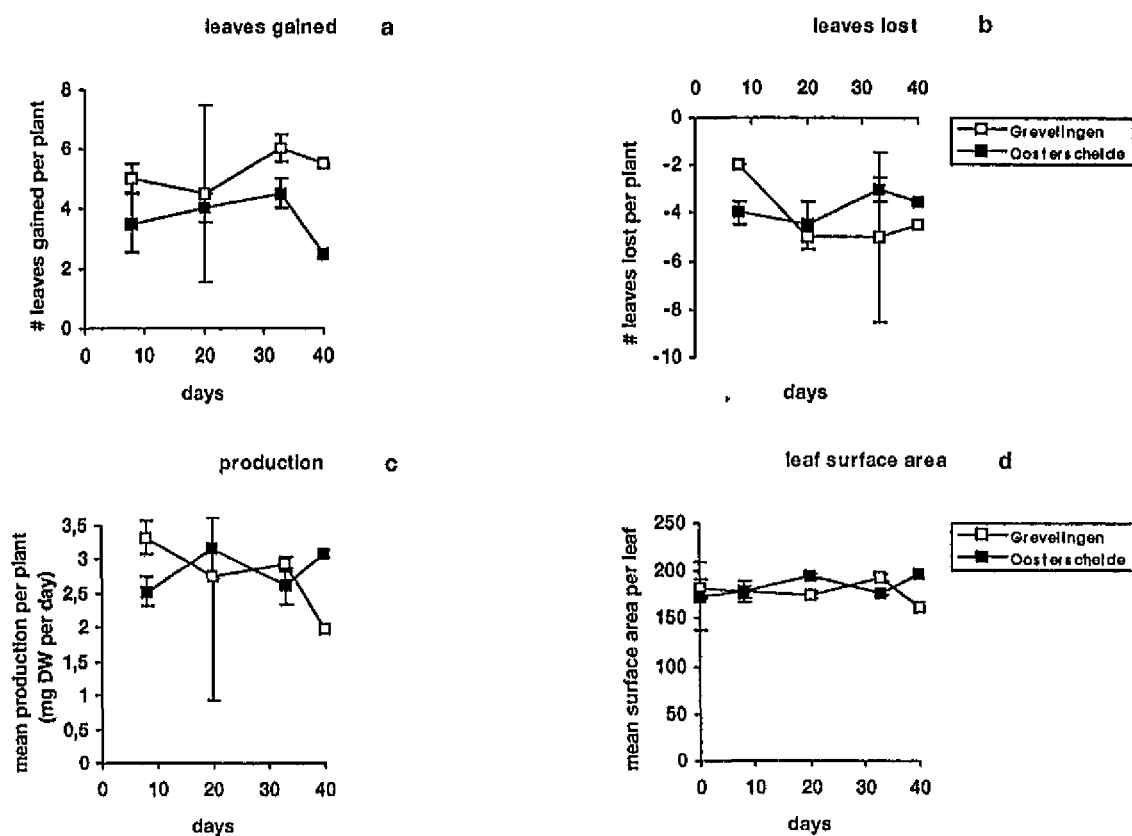 leaves gained a
8
6
4
2
0
# leaves gained per plant
0 10 20 30 40
days
leaves lost b
0 10 20 30 40
0
-2
-4
-6
-8
-10
# leaves lost per plant
days
Grevelingen
Oosterschelde
production c
3,5
3
2,5
2
1,5
1
0,5
0
mean production per plant
(mg DW per day)
0 10 20 30 40
days
leaf surface area d
250
200
150
100
50
0
mean surface area per leaf
0 10 20 30 40
days
Grevelingen
Oosterschelde